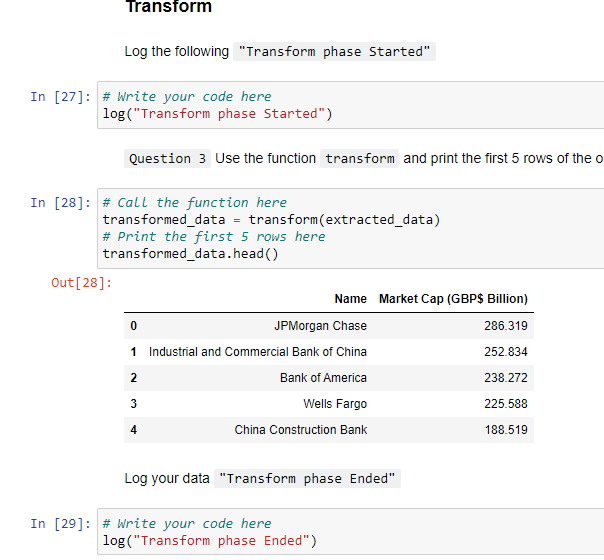 Transform
Log the following "Transform phase Started"
In [27]: # Write your code here
log("Transform phase Started")
Question 3 Use the function transform and print the first 5 rows of the o
In [28]: # Call the function here
transformed_data = transform(extracted_data)
# Print the first 5 rows here
transformed_data.head()
Out[28]:
Name Market Cap (GBP$ Billion)
0 JPMorgan Chase 286.319
1 Industrial and Commercial Bank of China 252.834
2 Bank of America 238.272
3 Wells Fargo 225.588
4 China Construction Bank 188.519
Log your data "Transform phase Ended"
In [29]: # Write your code here
log("Transform phase Ended")